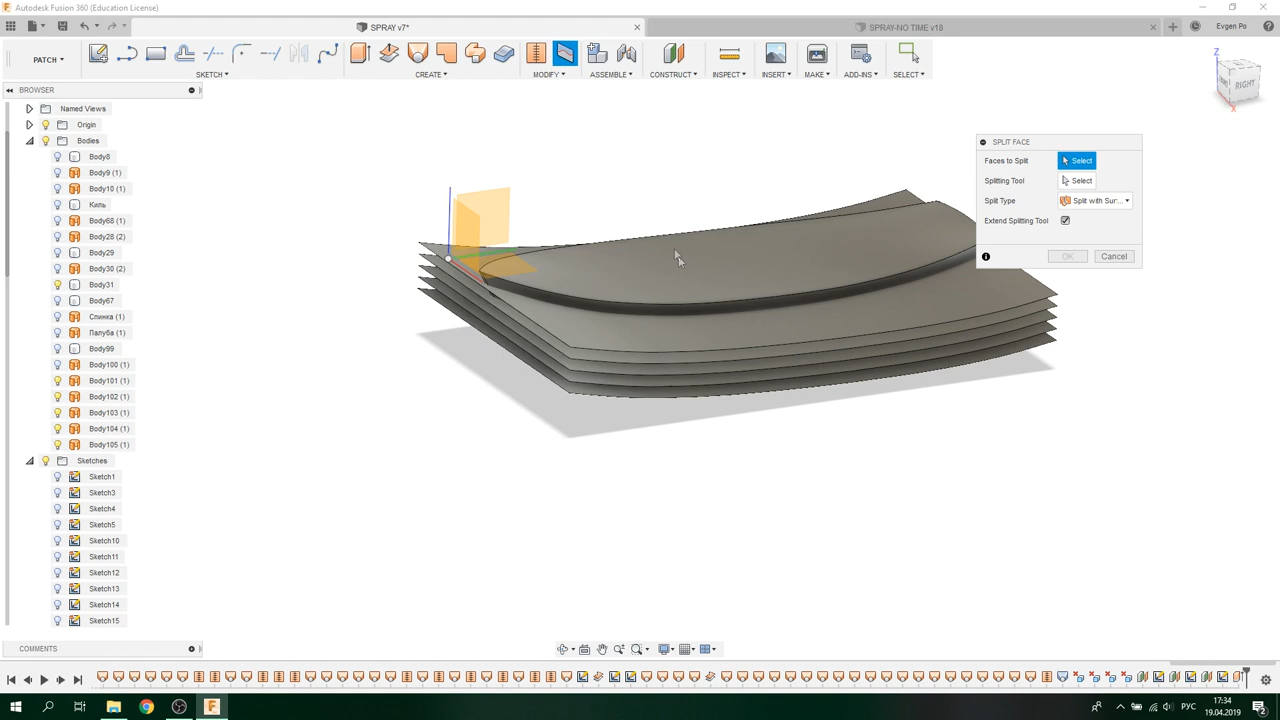 Autodesk Fusion 360 (Education License)
SPRAY v7*
SPRAY-NO TIME v18
Evgen Po
PATCH
SKETCH
CREATE
MODIFY
ASSEMBLE
CONSTRUCT
INSPECT
INSERT
MAKE
ADD-INS
SELECT
BROWSER
Named Views
Origin
Bodies
Body8
Body9 (1)
Body10 (1)
Киль
Body68 (1)
Body28 (2)
Body29
Body30 (2)
Body31
Body67
Спинка (1)
Палуба (1)
Body99
Body100 (1)
Body101 (1)
Body102 (1)
Body103 (1)
Body104 (1)
Body105 (1)
Sketches
Sketch1
Sketch3
Sketch4
Sketch5
Sketch10
Sketch11
Sketch12
Sketch13
Sketch14
Sketch15
COMMENTS
Z
RIGHT
X
SPLIT FACE
Faces to Split
Select
Splitting Tool
Select
Split Type
Split with Sur...
Extend Splitting Tool
OK
Cancel
РУС
17:34
19.04.2019
2